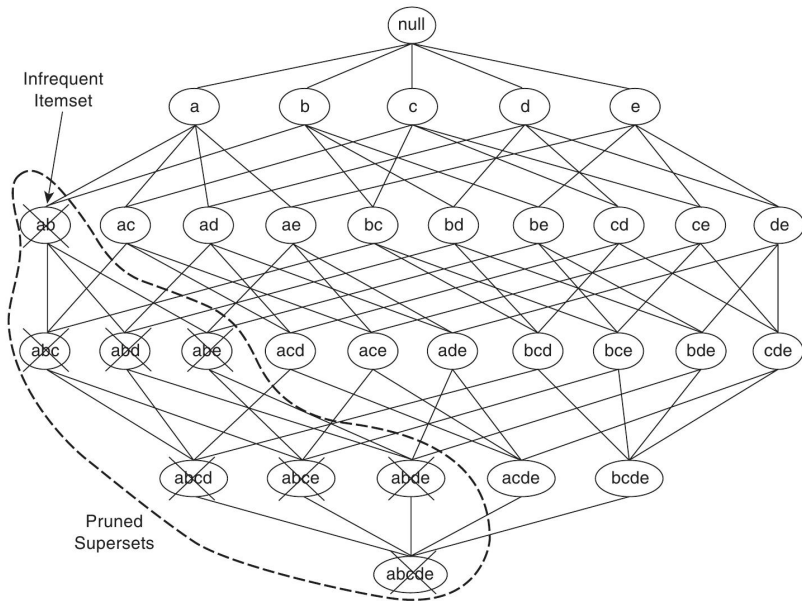 null
Infrequent
Itemset
a
b
c
d
e
ab
ac
ad
ae
bc
bd
be
cd
ce
de
abc
abd
abe
acd
ace
ade
bcd
bce
bde
cde
abcd
abce
abde
acde
bcde
Pruned
Supersets
abcde